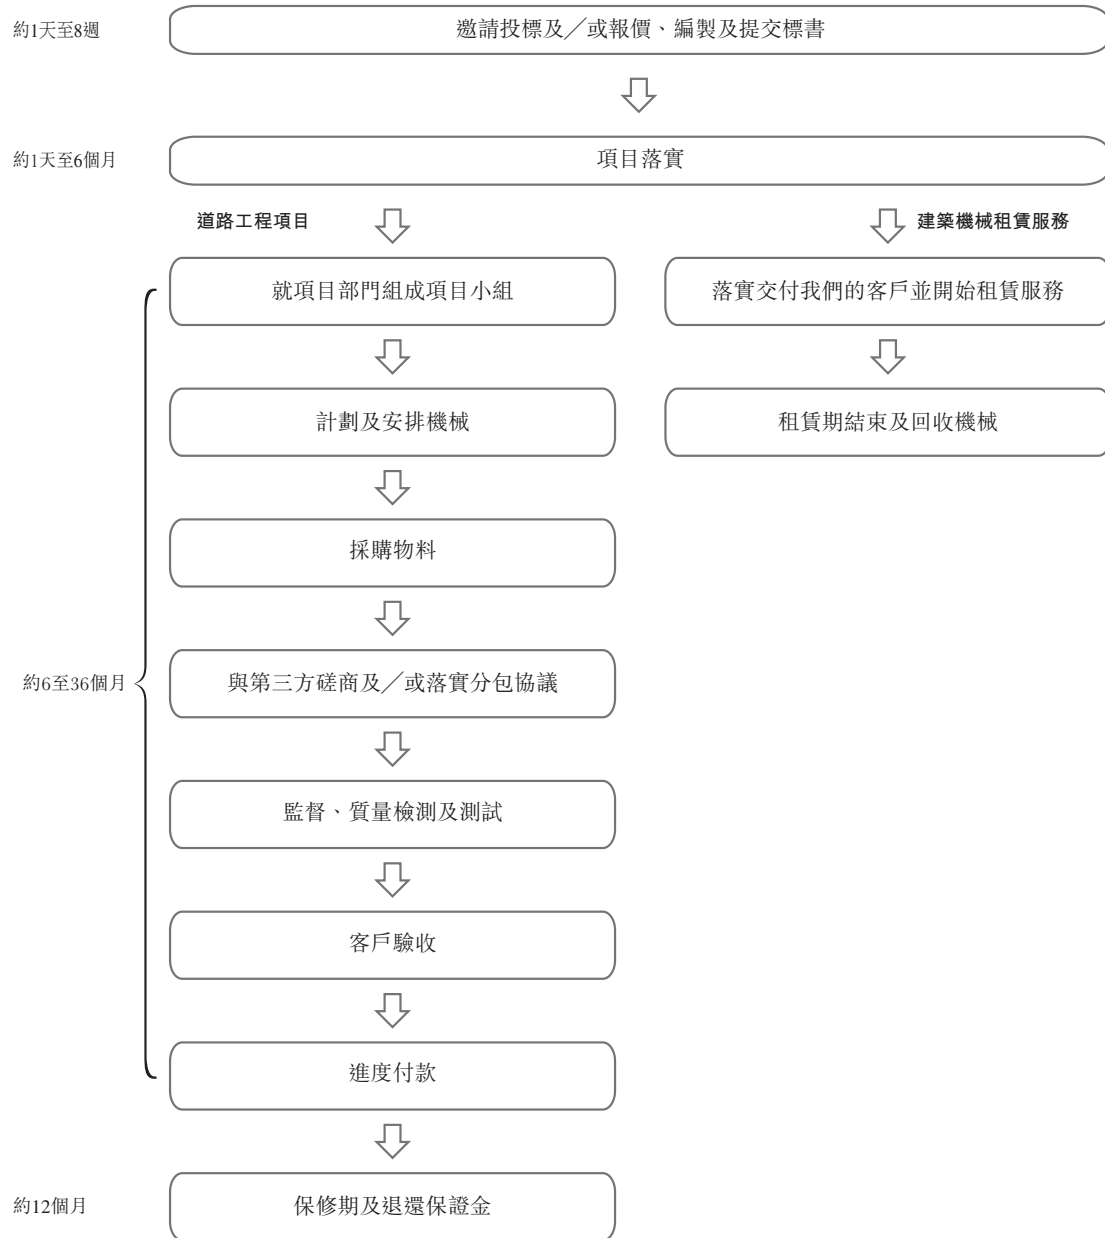 約1天至8週
邀請投標及／或報價、編製及提交標書
約1天至6個月
項目落實
道路工程項目
建築機械租賃服務
就項目部門組成項目小組
落實交付我們的客戶並開始租賃服務
計劃及安排機械
租賃期結束及回收機械
採購物料
約6至36個月
與第三方磋商及／或落實分包協議
監督、質量檢測及測試
客戶驗收
進度付款
約12個月
保修期及退還保證金